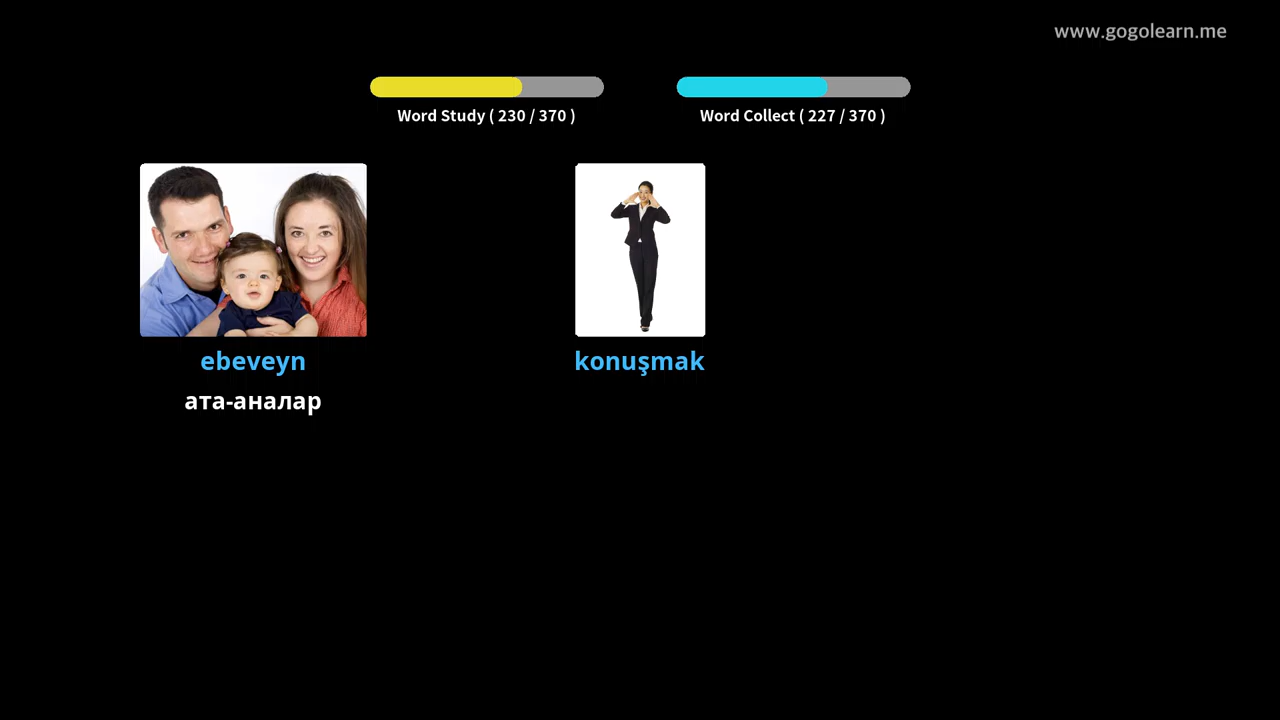 www.gogolearn.me
Word Study ( 230 / 370 )
Word Collect ( 227 / 370 )
ebeveyn
ата-аналар
konuşmak